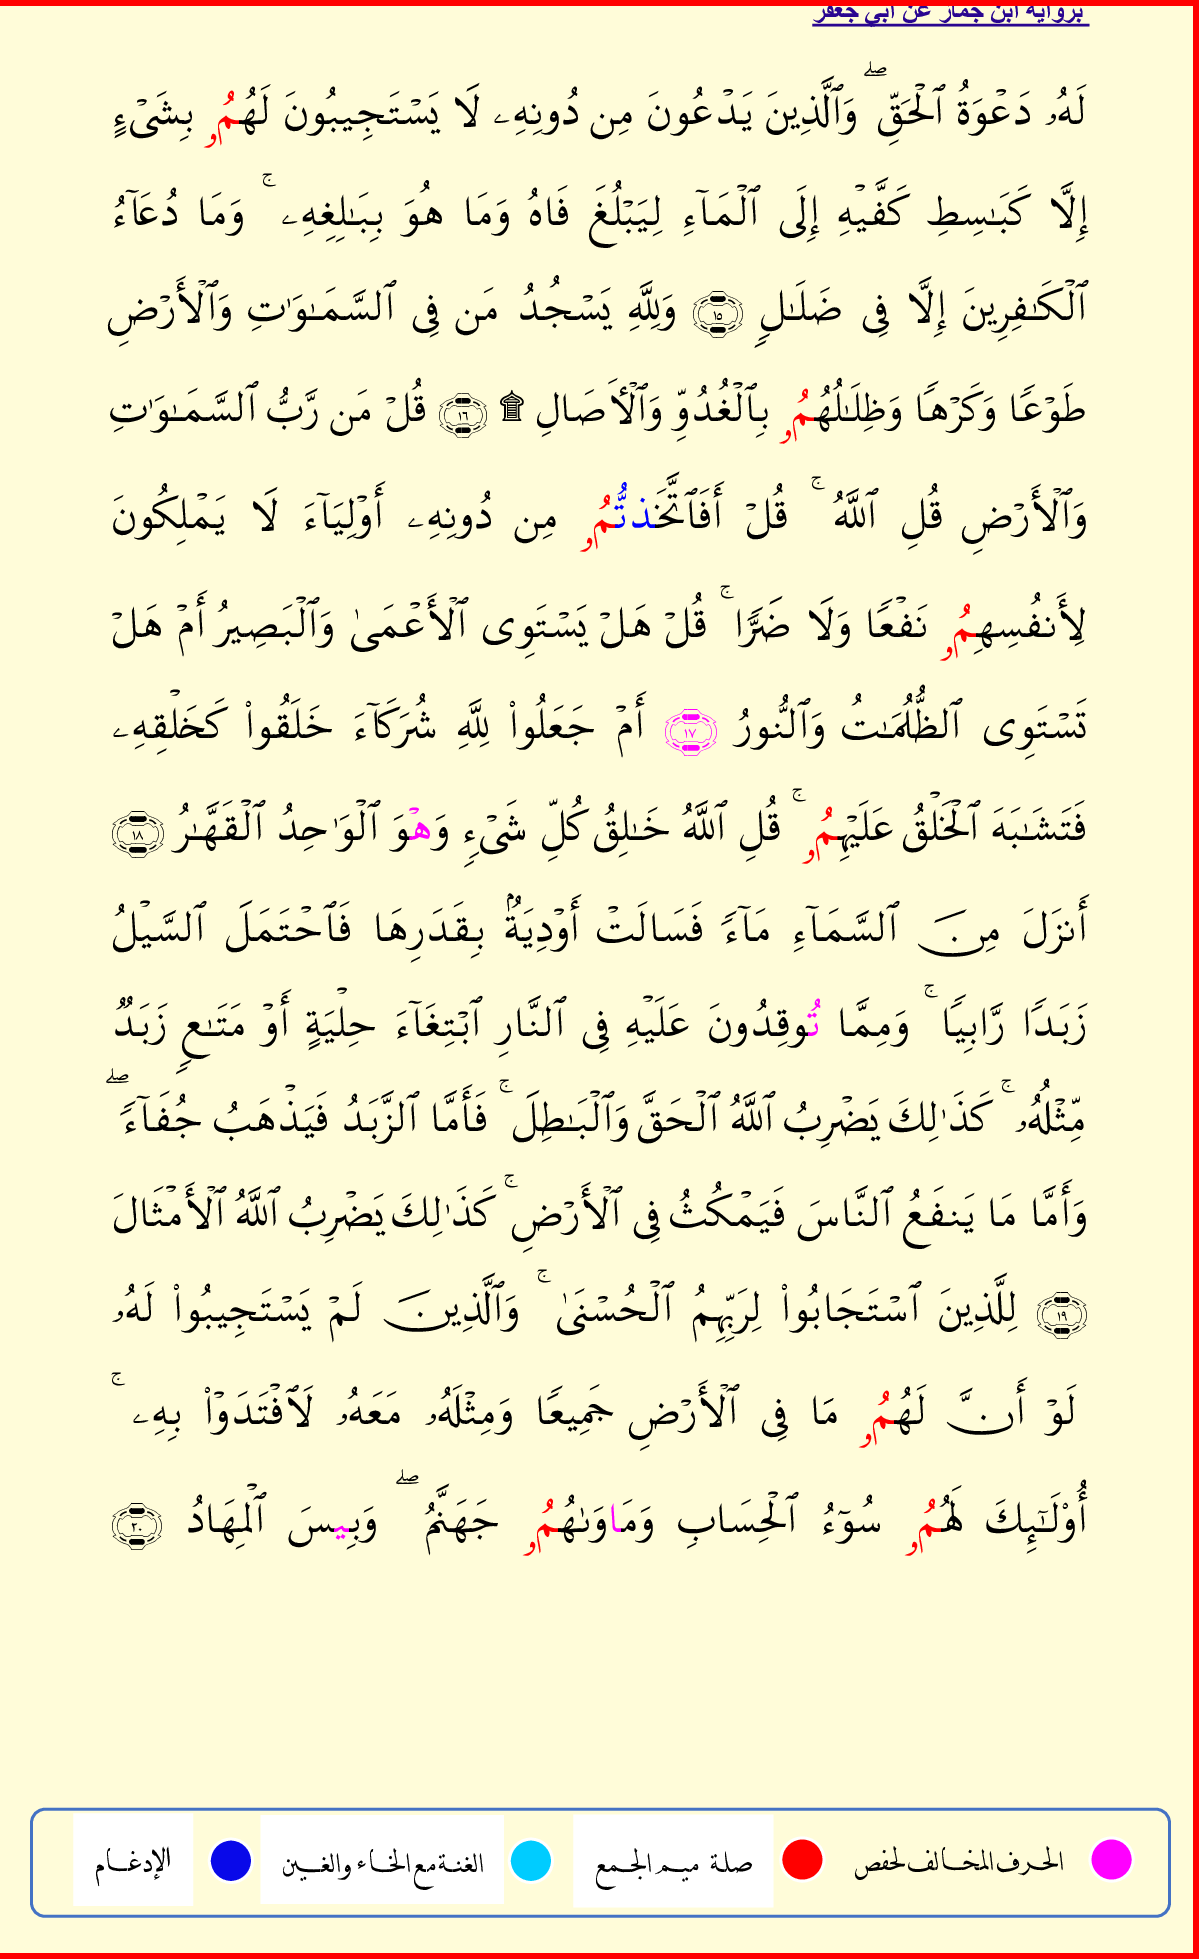 برواية ابن جماز عن أبي جعفر
لَهُۥ دَعۡوَةُ ٱلۡحَقِّۖ وَٱلَّذِينَ يَدۡعُونَ مِن دُونِهِۦ لَا يَسۡتَجِيبُونَ لَهُمُۥ بِشَيۡءٍ
إِلَّا كَبَٰسِطِ كَفَّيۡهِ إِلَى ٱلۡمَآءِ لِيَبۡلُغَ فَاهُ وَمَا هُوَ بِبَٰلِغِهِۦۚ وَمَا دُعَآءُ
ٱلۡكَٰفِرِينَ إِلَّا فِي ضَلَٰلٖ ١٥ وَلِلَّهِ يَسۡجُدُ مَن فِي ٱلسَّمَٰوَٰتِ وَٱلۡأَرۡضِ
طَوۡعٗا وَكَرۡهٗا وَظِلَٰلُهُمُۥ بِٱلۡغُدُوِّ وَٱلۡأٓصَالِ ۩ ١٦ قُلۡ مَن رَّبُّ ٱلسَّمَٰوَٰتِ
وَٱلۡأَرۡضِ قُلِ ٱللَّهُۚ قُلۡ أَفَٱتَّخَذتُّمُۥ مِن دُونِهِۦ أَوۡلِيَآءَ لَا يَمۡلِكُونَ
لِأَنفُسِهِمُۥ نَفۡعٗا وَلَا ضَرّٗاۚ قُلۡ هَلۡ يَسۡتَوِي ٱلۡأَعۡمَىٰ وَٱلۡبَصِيرُ أَمۡ هَلۡ
تَسۡتَوِي ٱلظُّلُمَٰتُ وَٱلنُّورُ ١٧ أَمۡ جَعَلُواْ لِلَّهِ شُرَكَآءَ خَلَقُواْ كَخَلۡقِهِۦ
فَتَشَٰبَهَ ٱلۡخَلۡقُ عَلَيۡهِمُۥۚ قُلِ ٱللَّهُ خَٰلِقُ كُلِّ شَيۡءٖ وَهۡوَ ٱلۡوَٰحِدُ ٱلۡقَهَّٰرُ ١٨
أَنزَلَ مِنَ ٱلسَّمَآءِ مَآءٗ فَسَالَتۡ أَوۡدِيَةُۢ بِقَدَرِهَا فَٱحۡتَمَلَ ٱلسَّيۡلُ
زَبَدٗا رَّابِيٗاۚ وَمِمَّا تُوقِدُونَ عَلَيۡهِ فِي ٱلنَّارِ ٱبۡتِغَآءَ حِلۡيَةٍ أَوۡ مَتَٰعٖ زَبَدٞ
مِّثۡلُهُۥۚ كَذَٰلِكَ يَضۡرِبُ ٱللَّهُ ٱلۡحَقَّ وَٱلۡبَٰطِلَۚ فَأَمَّا ٱلزَّبَدُ فَيَذۡهَبُ جُفَآءٗۖ
وَأَمَّا مَا يَنفَعُ ٱلنَّاسَ فَيَمۡكُثُ فِي ٱلۡأَرۡضِۚ كَذَٰلِكَ يَضۡرِبُ ٱللَّهُ ٱلۡأَمۡثَالَ
١٩ لِلَّذِينَ ٱسۡتَجَابُواْ لِرَبِّهِمُ ٱلۡحُسۡنَىٰۚ وَٱلَّذِينَ لَمۡ يَسۡتَجِيبُواْ لَهُۥ
لَوۡ أَنَّ لَهُمُۥ مَا فِي ٱلۡأَرۡضِ جَمِيعٗا وَمِثۡلَهُۥ مَعَهُۥ لَٱفۡتَدَوۡاْ بِهِۦۚ
أُوْلَٰٓئِكَ لَهُمُۥ سُوٓءُ ٱلۡحِسَابِ وَمَاوَىٰهُمُۥ جَهَنَّمُۖ وَبِيسَ ٱلۡمِهَادُ ٢٠
الحرف المخالف لحفص صلة ميم الجمع الغنة مع الخاء والغين الإدغام